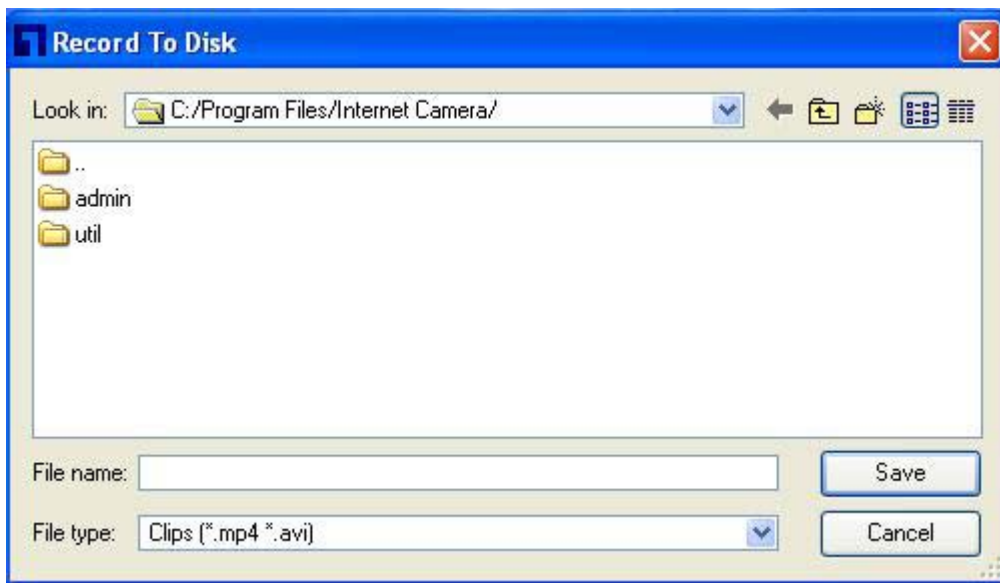 Record To Disk
Look in: C:/Program Files/Internet Camera/
..
admin
util
File name: Save
File type: Clips (*.mp4 *.avi) Cancel